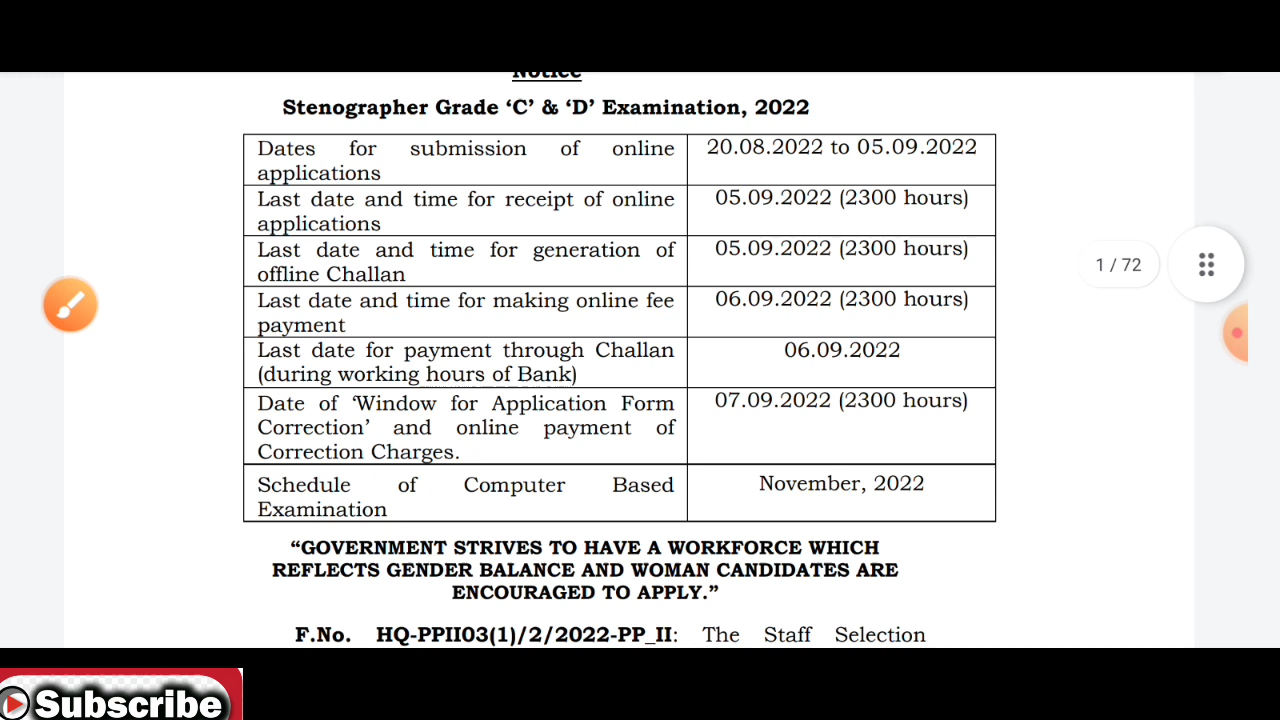 Notice
Stenographer Grade ‘C’ & ‘D’ Examination, 2022
Dates for submission of online
applications
20.08.2022 to 05.09.2022
Last date and time for receipt of online
applications
05.09.2022 (2300 hours)
Last date and time for generation of
offline Challan
05.09.2022 (2300 hours)
Last date and time for making online fee
payment
06.09.2022 (2300 hours)
Last date for payment through Challan
(during working hours of Bank)
06.09.2022
Date of ‘Window for Application Form
Correction’ and online payment of
Correction Charges.
07.09.2022 (2300 hours)
Schedule of Computer Based
Examination
November, 2022
“GOVERNMENT STRIVES TO HAVE A WORKFORCE WHICH
REFLECTS GENDER BALANCE AND WOMAN CANDIDATES ARE
ENCOURAGED TO APPLY.”
F.No. HQ-PPII03(1)/2/2022-PP_II: The Staff Selection
1 / 72
Subscribe